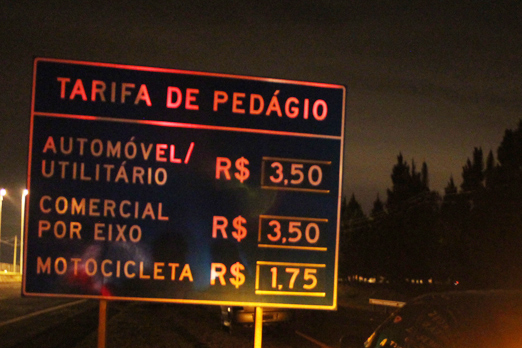 TARIFA DE PEDÁGIO
AUTOMÓVEL/
UTILITÁRIO R$ 3,50
COMERCIAL
POR EIXO R$ 3,50
MOTOCICLETA R$ 1,75